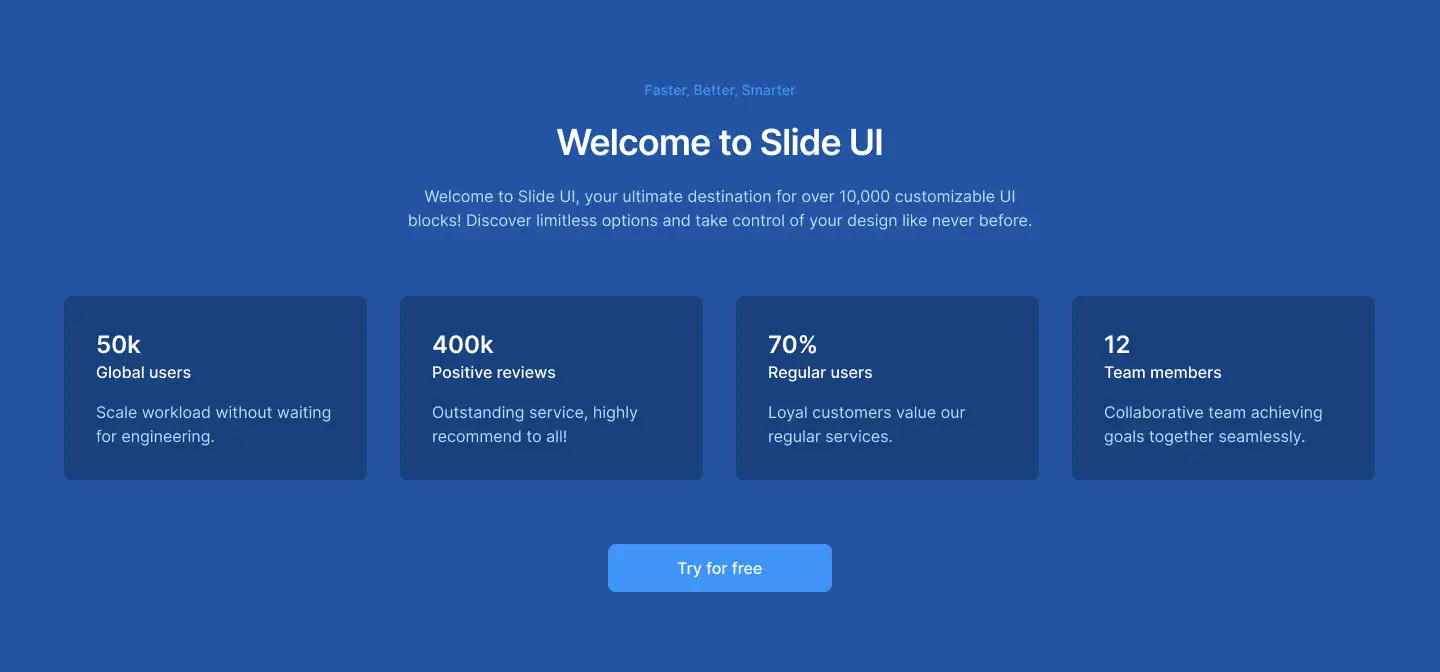 Faster, Better, Smarter
Welcome to Slide UI
Welcome to Slide UI, your ultimate destination for over 10,000 customizable UI
blocks! Discover limitless options and take control of your design like never before.
50k
Global users
Scale workload without waiting
for engineering.
400k
Positive reviews
Outstanding service, highly
recommend to all!
70%
Regular users
Loyal customers value our
regular services.
12
Team members
Collaborative team achieving
goals together seamlessly.
Try for free